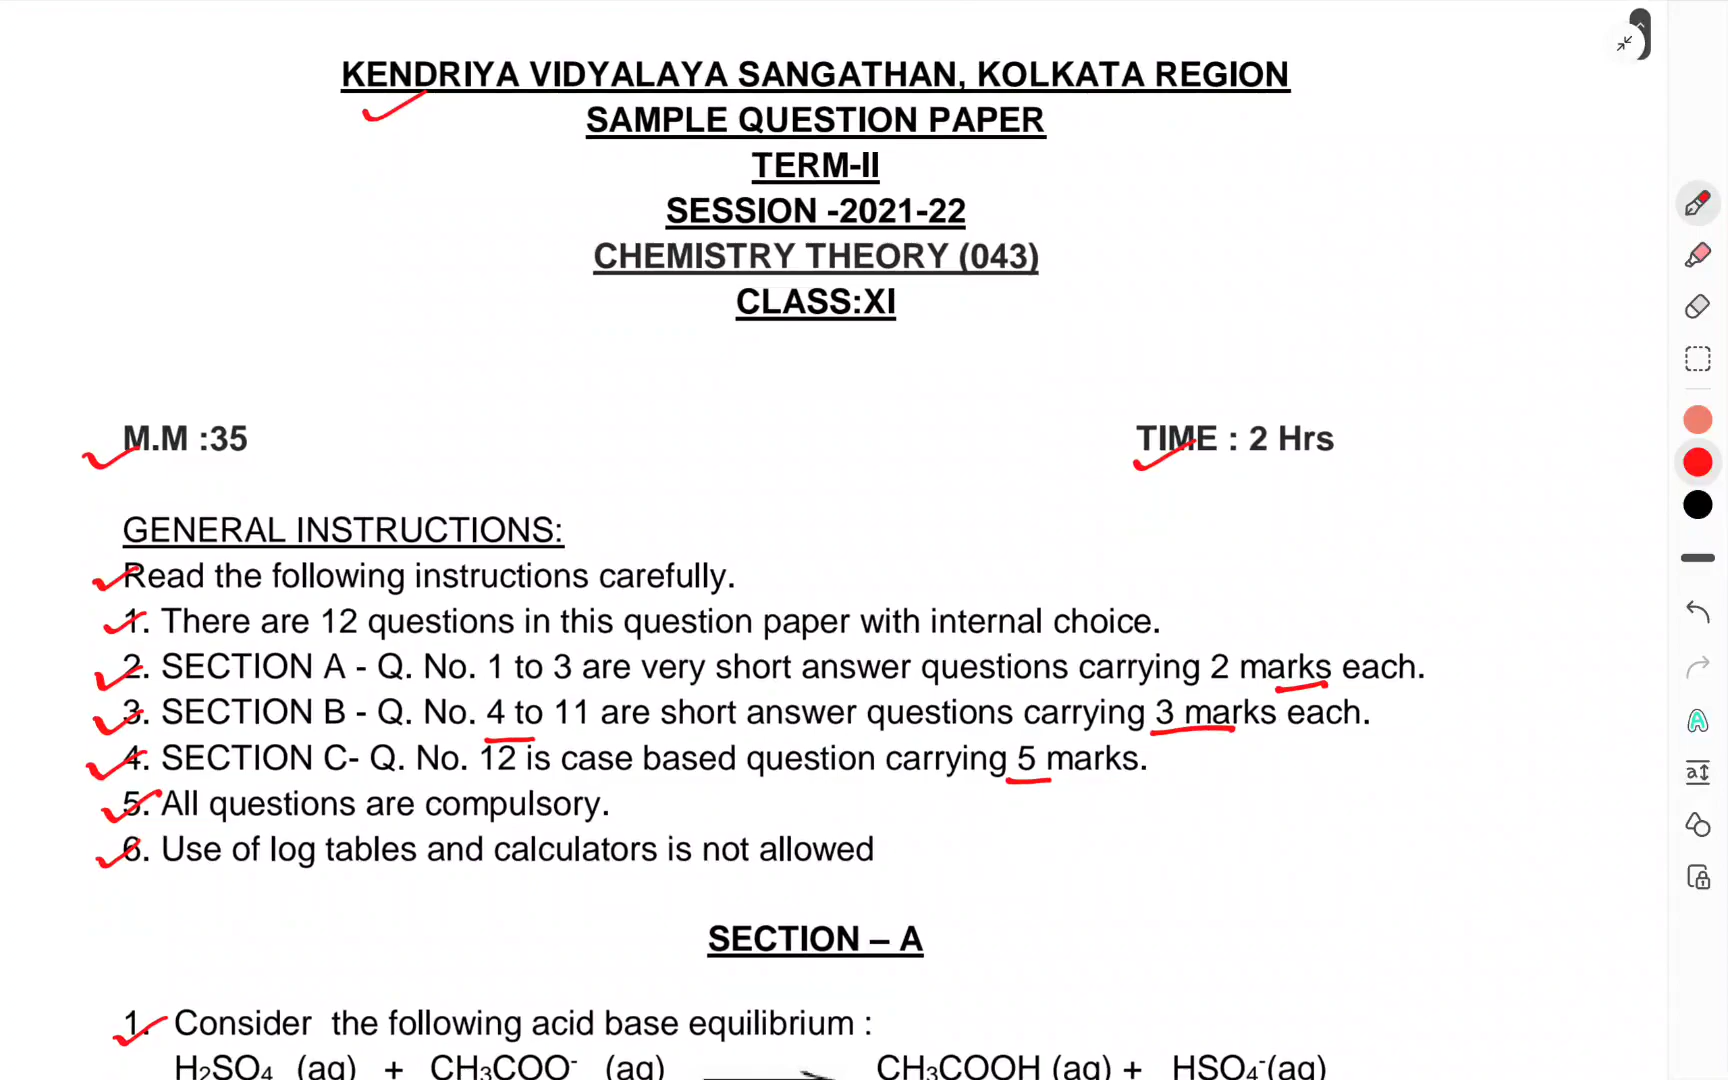 KENDRIYA VIDYALAYA SANGATHAN, KOLKATA REGION
SAMPLE QUESTION PAPER
TERM-II
SESSION -2021-22
CHEMISTRY THEORY (043)
CLASS:XI
M.M :35 TIME : 2 Hrs
GENERAL INSTRUCTIONS:
Read the following instructions carefully.
1. There are 12 questions in this question paper with internal choice.
2. SECTION A - Q. No. 1 to 3 are very short answer questions carrying 2 marks each.
3. SECTION B - Q. No. 4 to 11 are short answer questions carrying 3 marks each.
4. SECTION C- Q. No. 12 is case based question carrying 5 marks.
5. All questions are compulsory.
6. Use of log tables and calculators is not allowed
SECTION – A
1. Consider the following acid base equilibrium :
H₂SO₄ (aq) + CH₃COO⁻ (aq) → CH₃COOH (aq) + HSO₄⁻(aq)